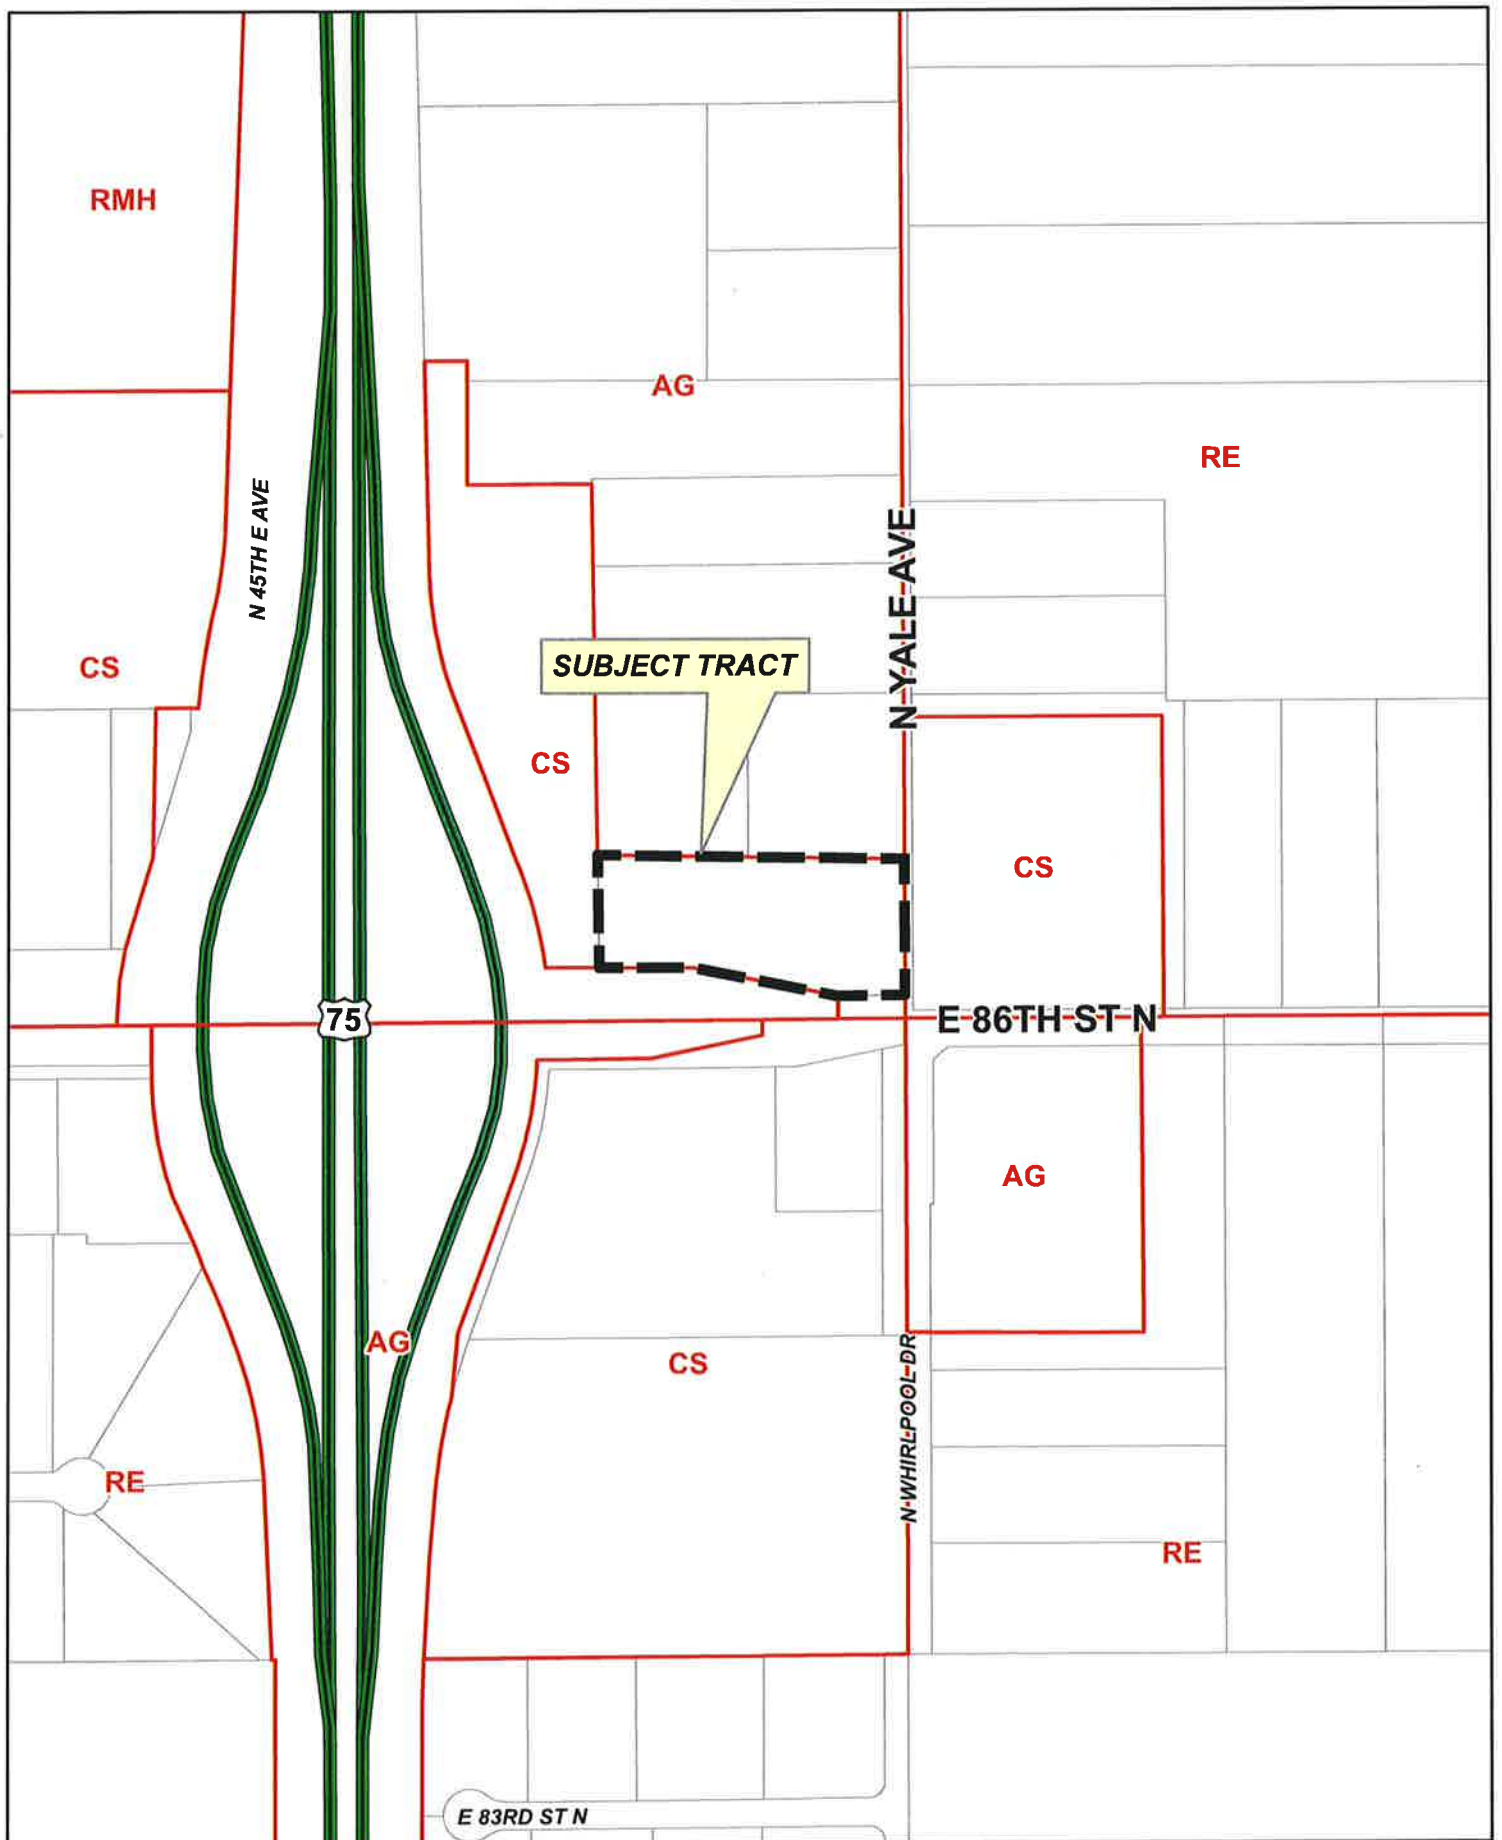 RMH
AG
RE
N 45TH E AVE
N YALE AVE
SUBJECT TRACT
CS
CS
CS
75
E 86TH ST N
AG
AG
CS
N WHIRLPOOL DR
RE
RE
E 83RD ST N